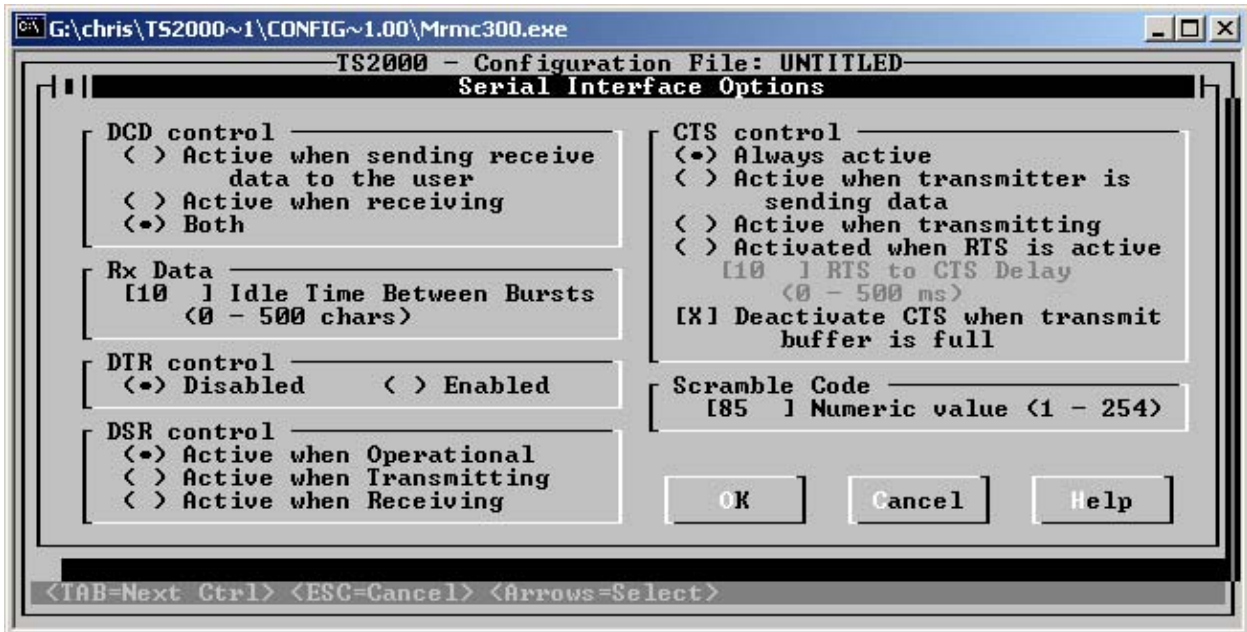 G:\chris\TS2000~1\CONFIG~1.00\Mrmc300.exe
TS2000 - Configuration File: UNTITLED
Serial Interface Options
DCD control
( ) Active when sending receive
data to the user
( ) Active when receiving
(•) Both
Rx Data
[10 ] Idle Time Between Bursts
(0 - 500 chars)
DTR control
(•) Disabled ( ) Enabled
DSR control
(•) Active when Operational
( ) Active when Transmitting
( ) Active when Receiving
CTS control
(•) Always active
( ) Active when transmitter is
sending data
( ) Active when transmitting
( ) Activated when RTS is active
[10 ] RTS to CTS Delay
(0 - 500 ms)
[X] Deactivate CTS when transmit
buffer is full
Scramble Code
[85 ] Numeric value (1 - 254)
OK Cancel Help
<TAB=Next Ctrl> <ESC=Cancel> <Arrows=Select>